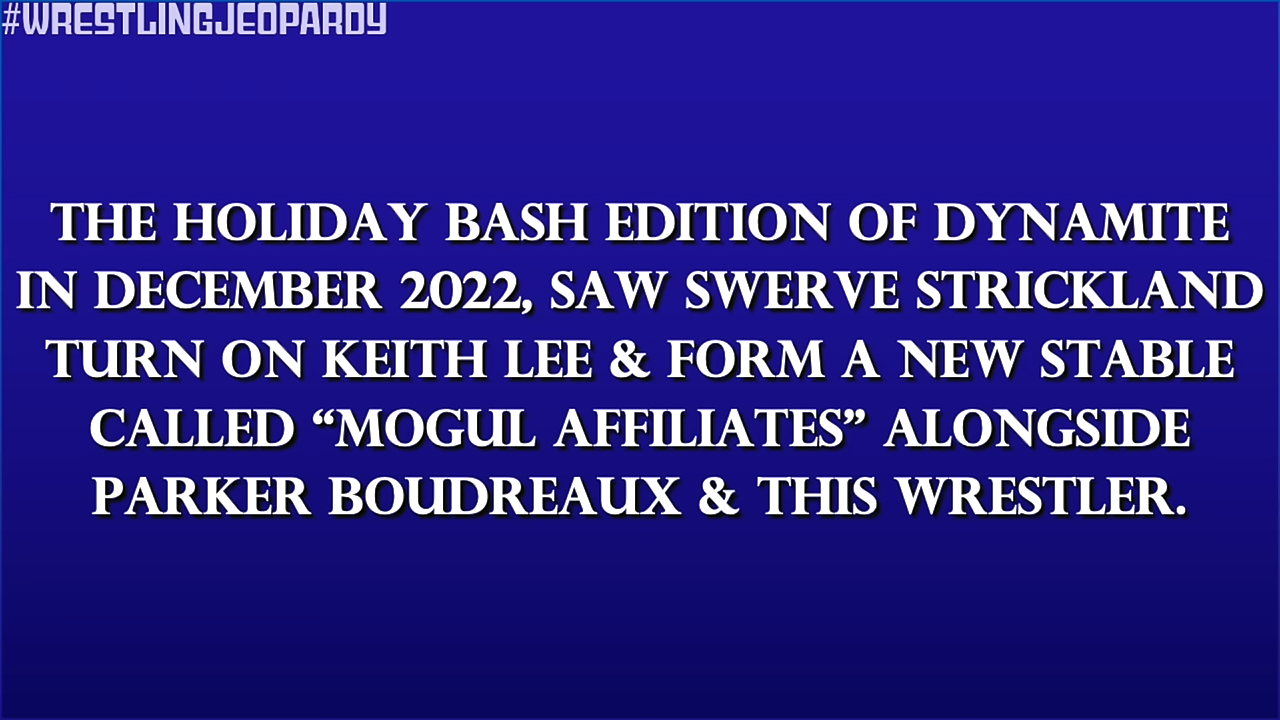 #WRESTLINGJEOPARDY
THE HOLIDAY BASH EDITION OF DYNAMITE
IN DECEMBER 2022, SAW SWERVE STRICKLAND
TURN ON KEITH LEE & FORM A NEW STABLE
CALLED “MOGUL AFFILIATES” ALONGSIDE
PARKER BOUDREAUX & THIS WRESTLER.